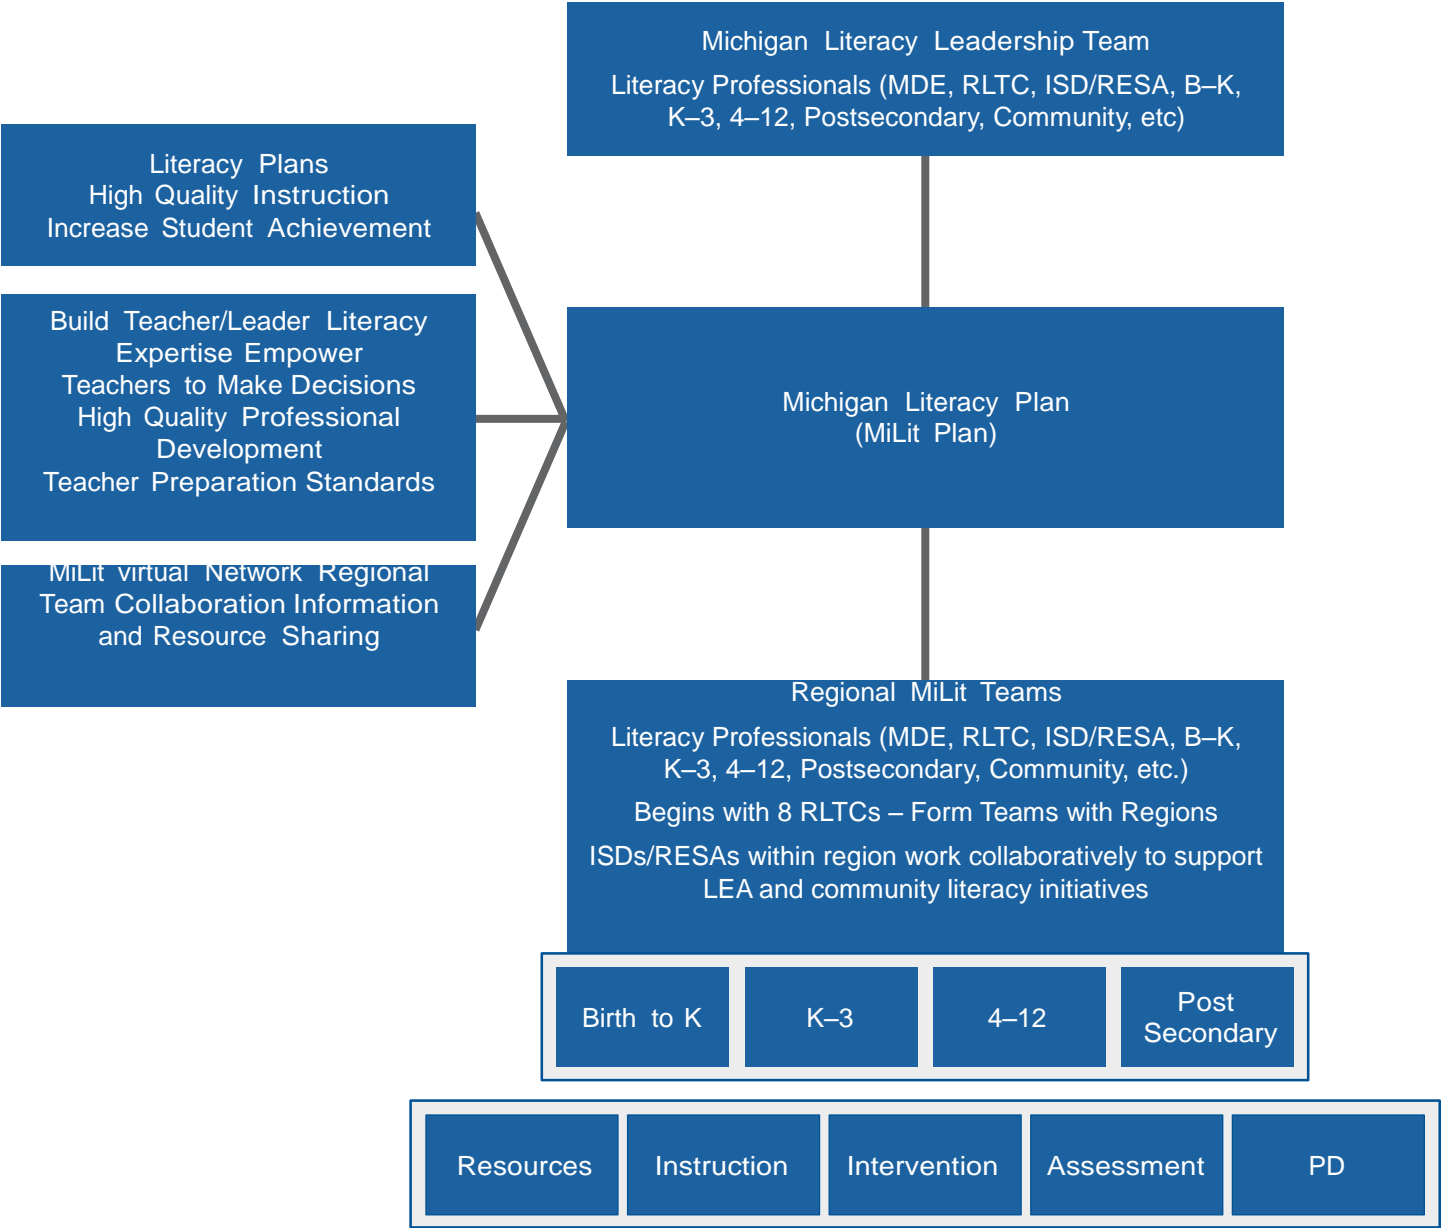 Michigan Literacy Leadership Team
Literacy Professionals (MDE, RLTC, ISD/RESA, B–K,
K–3, 4–12, Postsecondary, Community, etc)
Literacy Plans
High Quality Instruction
Increase Student Achievement
Build Teacher/Leader Literacy
Expertise Empower
Teachers to Make Decisions
High Quality Professional
Development
Teacher Preparation Standards
MiLit virtual Network Regional
Team Collaboration Information
and Resource Sharing
Michigan Literacy Plan
(MiLit Plan)
Regional MiLit Teams
Literacy Professionals (MDE, RLTC, ISD/RESA, B–K,
K–3, 4–12, Postsecondary, Community, etc.)
Begins with 8 RLTCs – Form Teams with Regions
ISDs/RESAs within region work collaboratively to support
LEA and community literacy initiatives
Birth to K
K–3
4–12
Post
Secondary
Resources
Instruction
Intervention
Assessment
PD